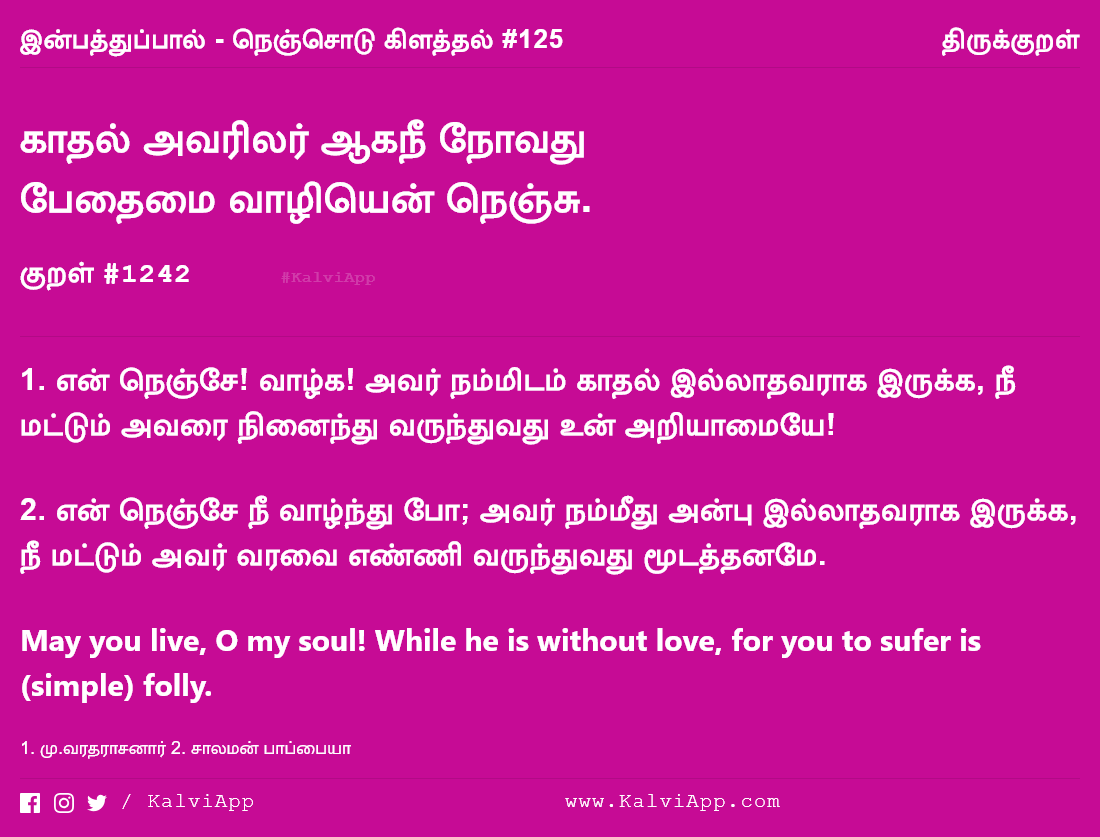 இன்பத்துப்பால் - நெஞ்சொடு கிளத்தல் #125 திருக்குறள்
காதல் அவரிலர் ஆகநீ நோவது
பேதைமை வாழியென் நெஞ்சு.
குறள் #1242 #KalviApp
1. என் நெஞ்சே! வாழ்க! அவர் நம்மிடம் காதல் இல்லாதவராக இருக்க, நீ
மட்டும் அவரை நினைந்து வருந்துவது உன் அறியாமையே!
2. என் நெஞ்சே நீ வாழ்ந்து போ; அவர் நம்மீது அன்பு இல்லாதவராக இருக்க,
நீ மட்டும் அவர் வரவை எண்ணி வருந்துவது மூடத்தனமே.
May you live, O my soul! While he is without love, for you to sufer is
(simple) folly.
1. மு.வரதராசனார் 2. சாலமன் பாப்பையா
/ KalviApp www.KalviApp.com